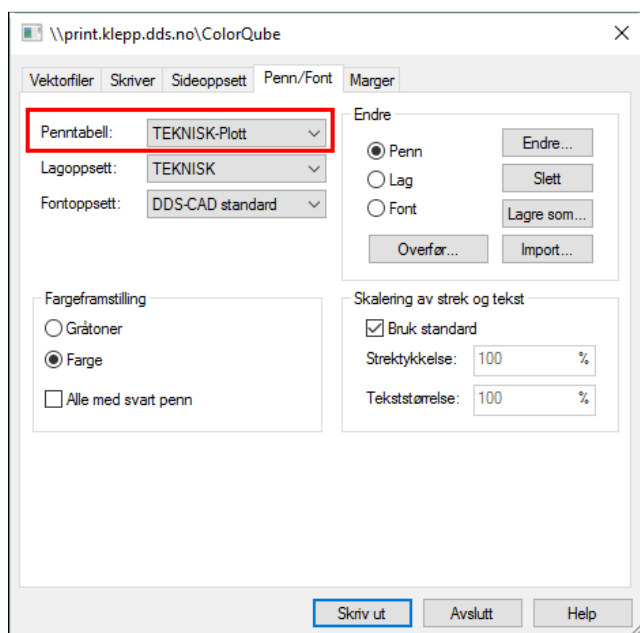 \\print.klepp.dds.no\ColorQube
Vektorfiler Skriver Sideoppsett Penn/Font Marger
Penntabell: TEKNISK-Plott
Lagoppsett: TEKNISK
Fontoppsett: DDS-CAD standard
Endre
Penn Endre...
Lag Slett
Font Lagre som...
Overfør... Import...
Fargeframstilling
Gråtoner
Farge
Alle med svart penn
Skalering av strek og tekst
Bruk standard
Strektykkelse: 100 %
Tekststørrelse: 100 %
Skriv ut Avslutt Help